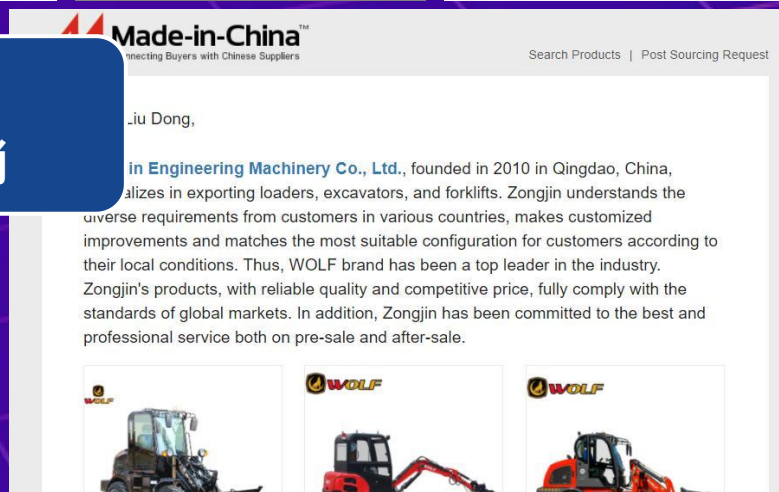 Made-in-China™
Connecting Buyers with Chinese Suppliers
Search Products | Post Sourcing Request
Liu Dong,
in Engineering Machinery Co., Ltd., founded in 2010 in Qingdao, China,
alizes in exporting loaders, excavators, and forklifts. Zongjin understands the
diverse requirements from customers in various countries, makes customized
improvements and matches the most suitable configuration for customers according to
their local conditions. Thus, WOLF brand has been a top leader in the industry.
Zongjin's products, with reliable quality and competitive price, fully comply with the
standards of global markets. In addition, Zongjin has been committed to the best and
professional service both on pre-sale and after-sale.
WOLF
WOLF
WOLF